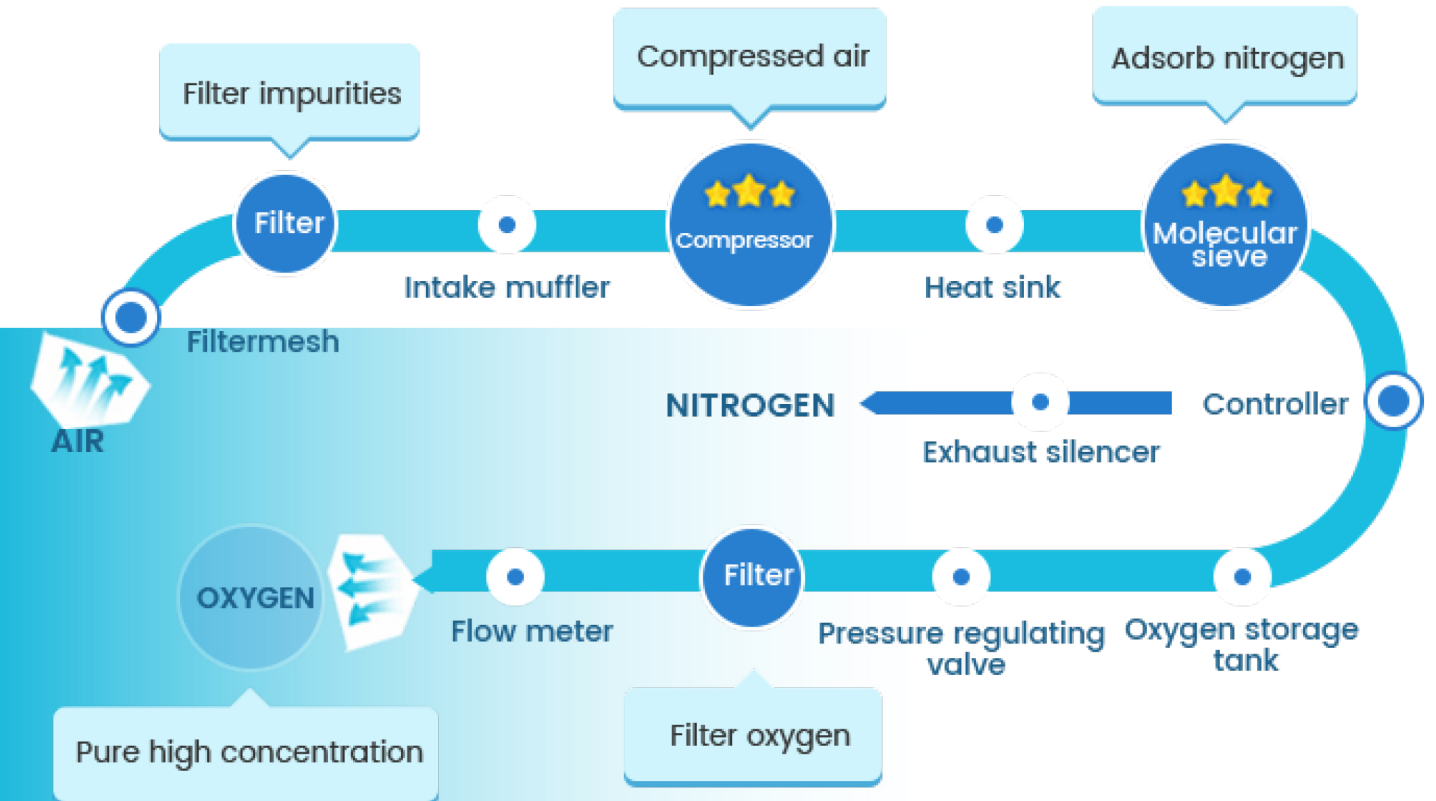 Compressed air
Adsorb nitrogen
Filter impurities
Filter
Compressor
Molecular
sieve
Intake muffler
Heat sink
Filtermesh
AIR
NITROGEN
Controller
Exhaust silencer
OXYGEN
Filter
Flow meter
Pressure regulating
valve
Oxygen storage
tank
Filter oxygen
Pure high concentration